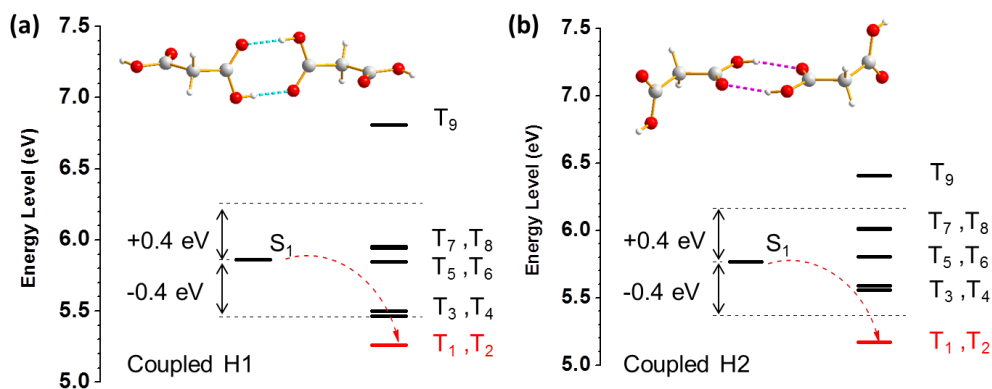 (a)
Energy Level (eV)
7.5
7.0
6.5
6.0
5.5
5.0
T₉
+0.4 eV
S₁
T₇ ,T₈
T₅ ,T₆
-0.4 eV
T₃ ,T₄
T₁ ,T₂
Coupled H1
(b)
Energy Level (eV)
7.5
7.0
6.5
6.0
5.5
5.0
T₉
+0.4 eV
S₁
T₇ ,T₈
T₅ ,T₆
-0.4 eV
T₃ ,T₄
T₁ ,T₂
Coupled H2